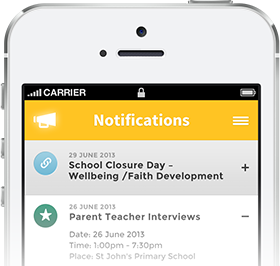 CARRIER
Notifications
29 JUNE 2013
School Closure Day –
Wellbeing /Faith Development
26 JUNE 2013
Parent Teacher Interviews
Date: 26 June 2013
Time: 1:00pm - 7:30pm
Place: St John's Primary School